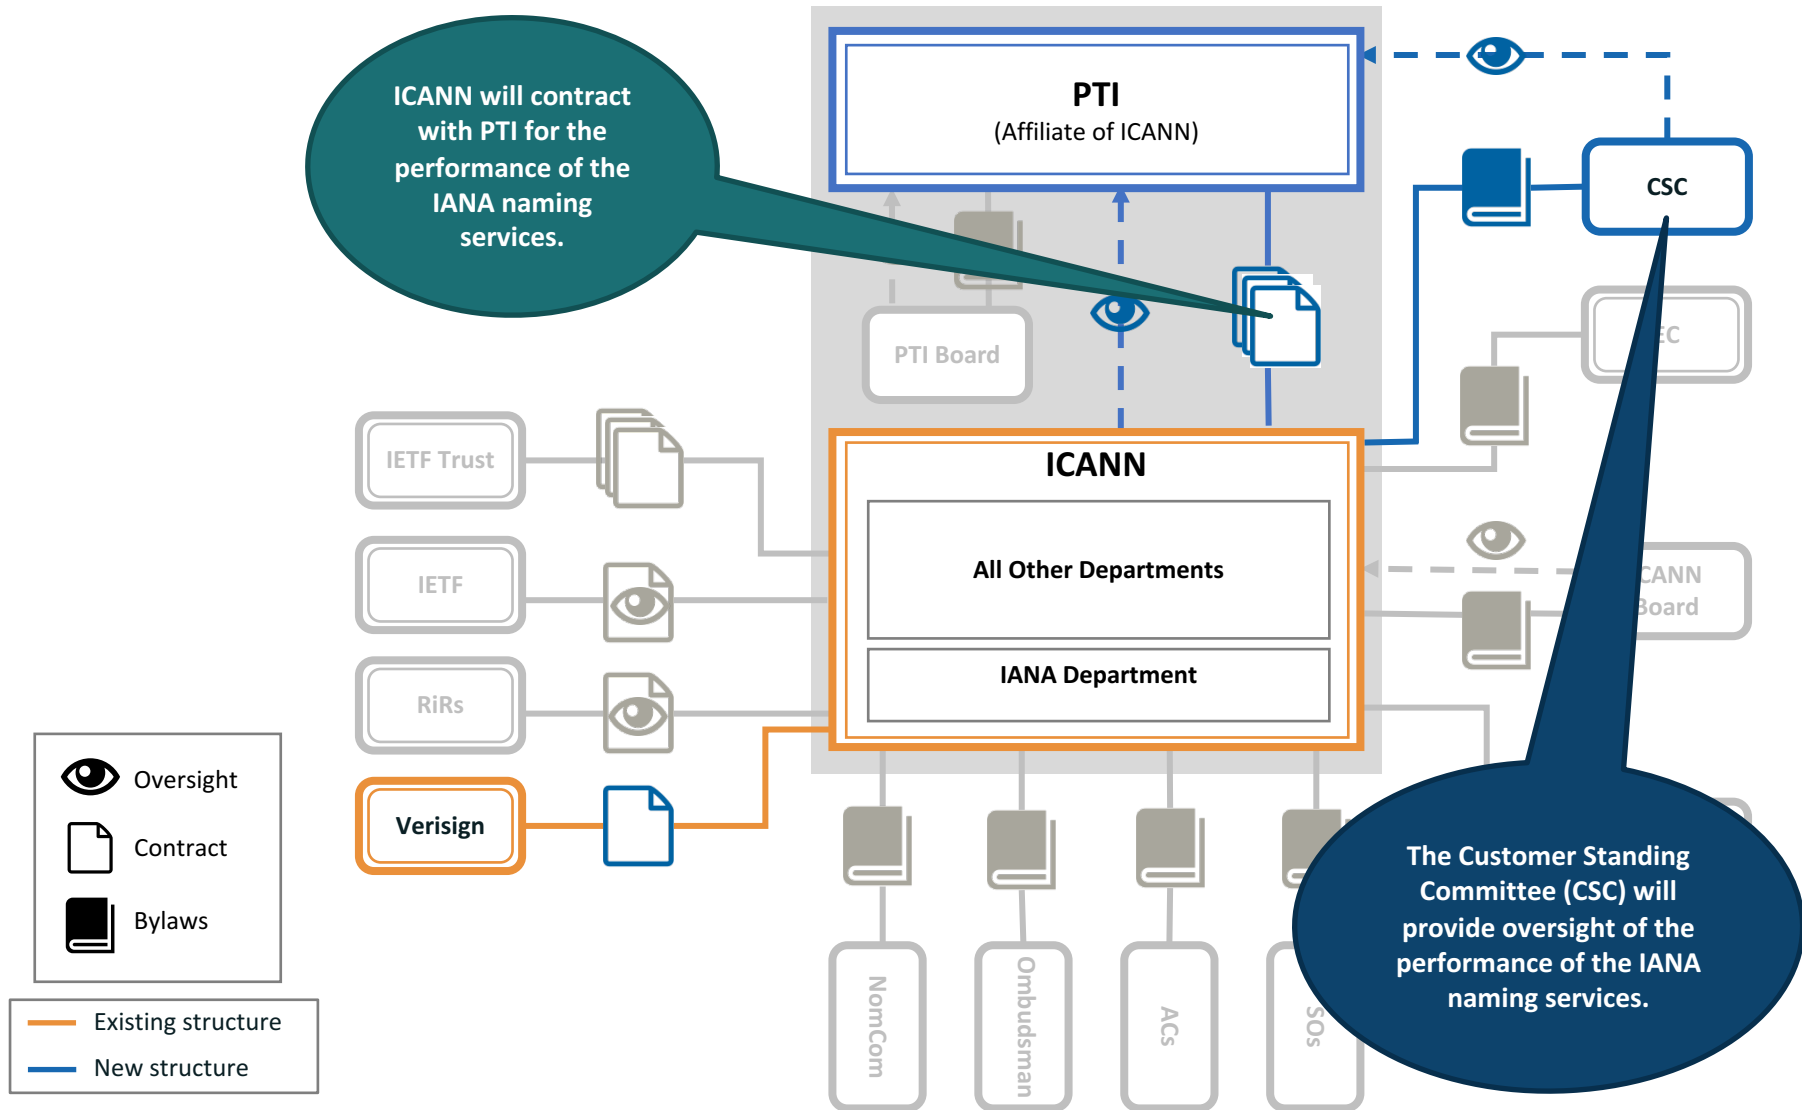 ICANN will contract
with PTI for the
performance of the
IANA naming
services.
PTI
(Affiliate of ICANN)
CSC
EC
PTI Board
IETF Trust
ICANN
All Other Departments
IETF
CANN
Board
IANA Department
RiRs
Verisign
Oversight
Contract
Bylaws
Existing structure
New structure
NomCom
Ombudsman
ACs
SOs
The Customer Standing
Committee (CSC) will
provide oversight of the
performance of the IANA
naming services.